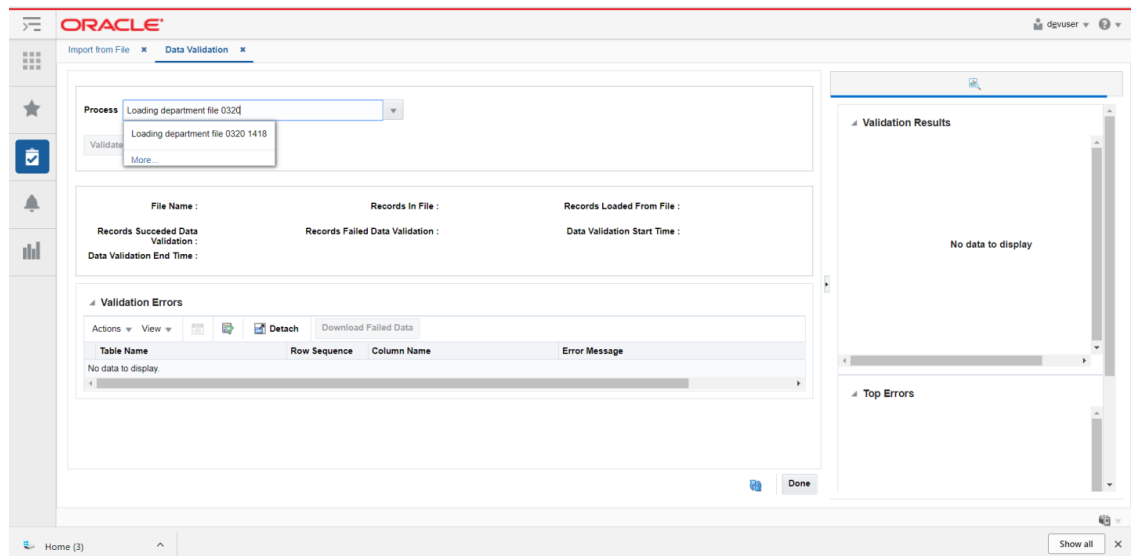 ORACLE
devuser
Import from File
Data Validation
Process Loading department file 0320
Loading department file 0320 1418
More...
Validate
File Name :
Records In File :
Records Loaded From File :
Records Succeded Data Validation :
Records Failed Data Validation :
Data Validation Start Time :
Data Validation End Time :
Validation Errors
Actions View Detach Download Failed Data
Table Name Row Sequence Column Name Error Message
No data to display.
Done
Validation Results
No data to display
Top Errors
Home (3)
Show all